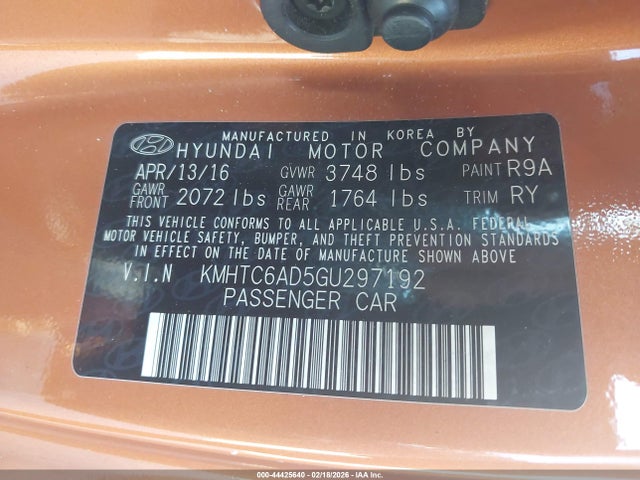 MANUFACTURED IN KOREA BY
HYUNDAI MOTOR COMPANY
APR/13/16 GVWR 3748 lbs PAINT R9A
GAWR FRONT 2072 lbs GAWR REAR 1764 lbs TRIM RY
THIS VEHICLE CONFORMS TO ALL APPLICABLE U.S.A. FEDERAL
MOTOR VEHICLE SAFETY, BUMPER, AND THEFT PREVENTION STANDARDS
IN EFFECT ON THE DATE OF MANUFACTURE SHOWN ABOVE.
V.I.N KMHTC6AD5GU297192
PASSENGER CAR
000-44425640 - 02/18/2026 - IAA Inc.